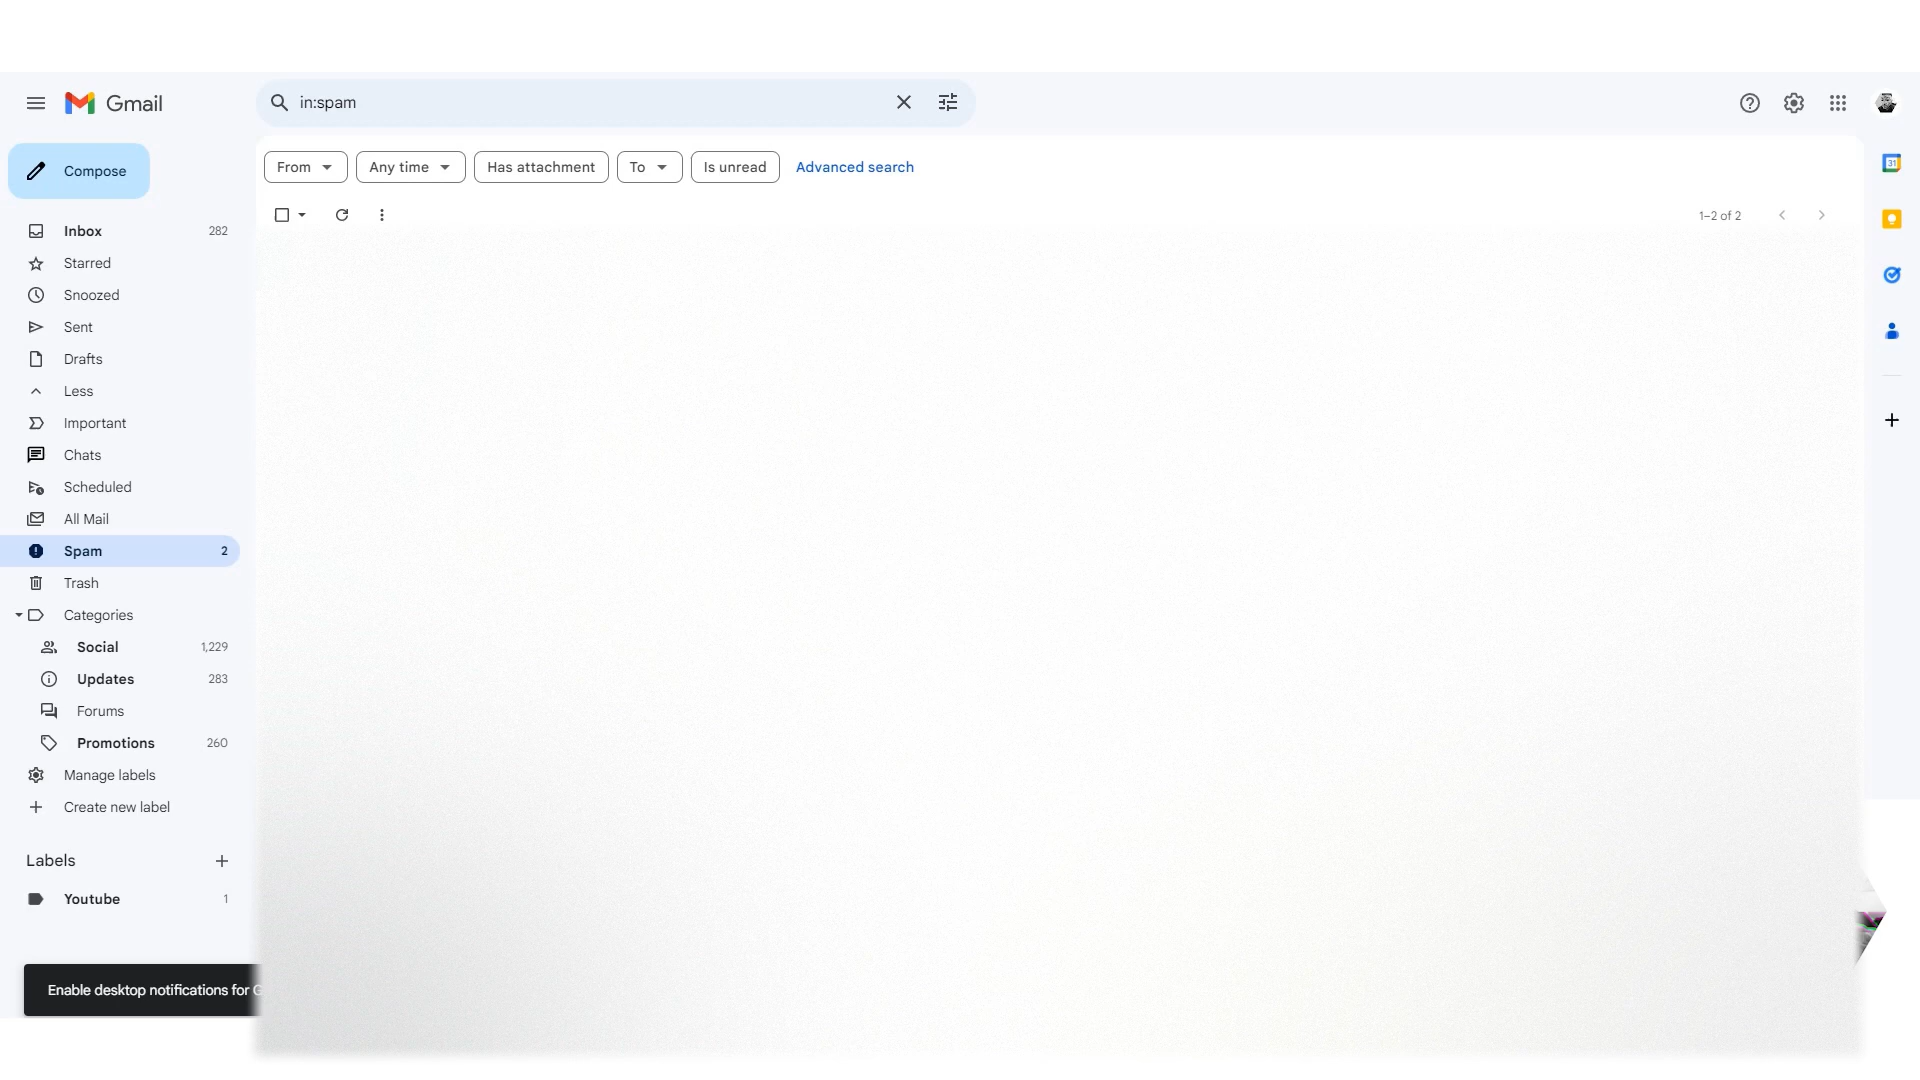 Gmail
in:spam
Compose
From
Any time
Has attachment
To
Is unread
Advanced search
1–2 of 2
Inbox 282
Starred
Snoozed
Sent
Drafts
Less
Important
Chats
Scheduled
All Mail
Spam 2
Trash
Categories
Social 1,229
Updates 283
Forums
Promotions 260
Manage labels
Create new label
Labels
Youtube 1
Enable desktop notifications for G
31